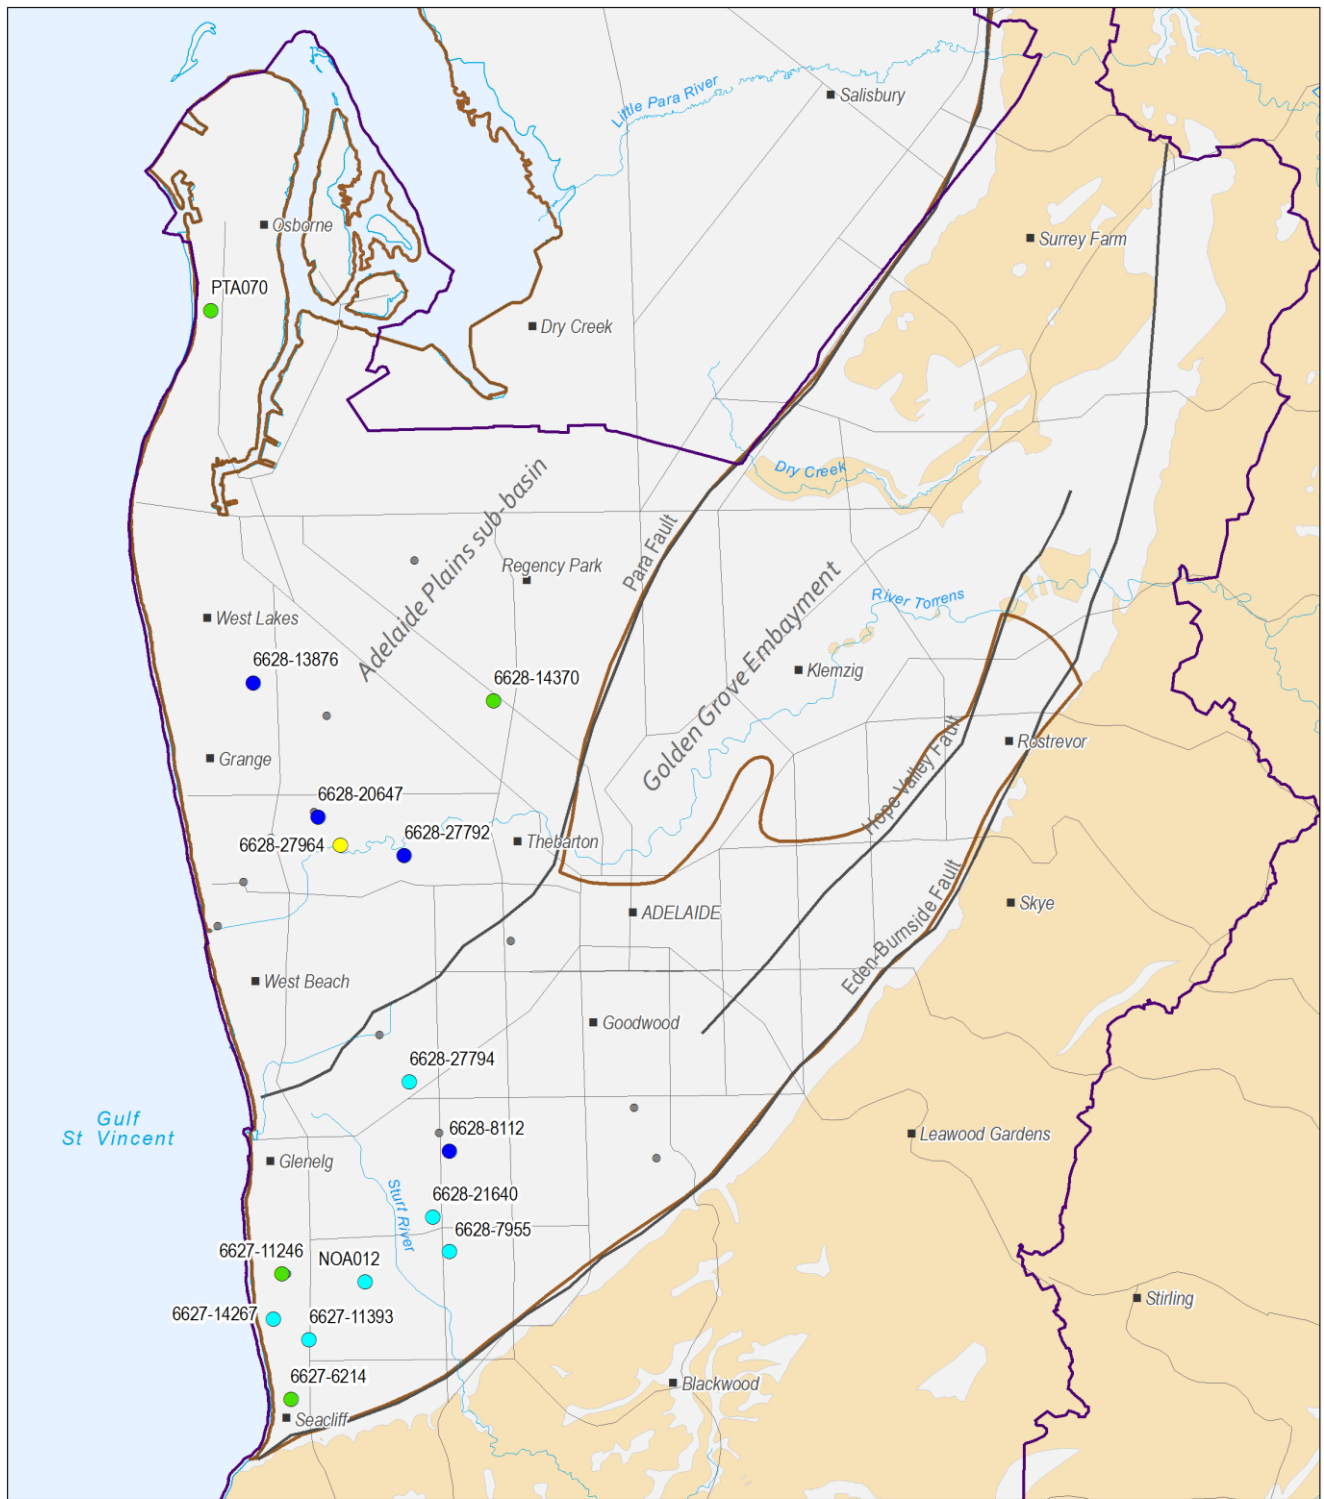 Little Para River
Salisbury
Osborne
Surrey Farm
PTA070
Dry Creek
Dry Creek
Adelaide Plains sub-basin
Para Fault
Regency Park
Golden Grove Embayment
River Torrens
West Lakes
6628-13876
6628-14370
Klemzig
Grange
Hope Valley Fault
Rostrevor
6628-20647
6628-27964
6628-27792
Thebarton
ADELAIDE
Eden-Burnside Fault
Skye
West Beach
Goodwood
6628-27794
Gulf
St Vincent
6628-8112
Leawood Gardens
Glenelg
Sturt River
6628-21640
6628-7955
6627-11246
NOA012
6627-14267
6627-11393
Stirling
6627-6214
Blackwood
Seacliff